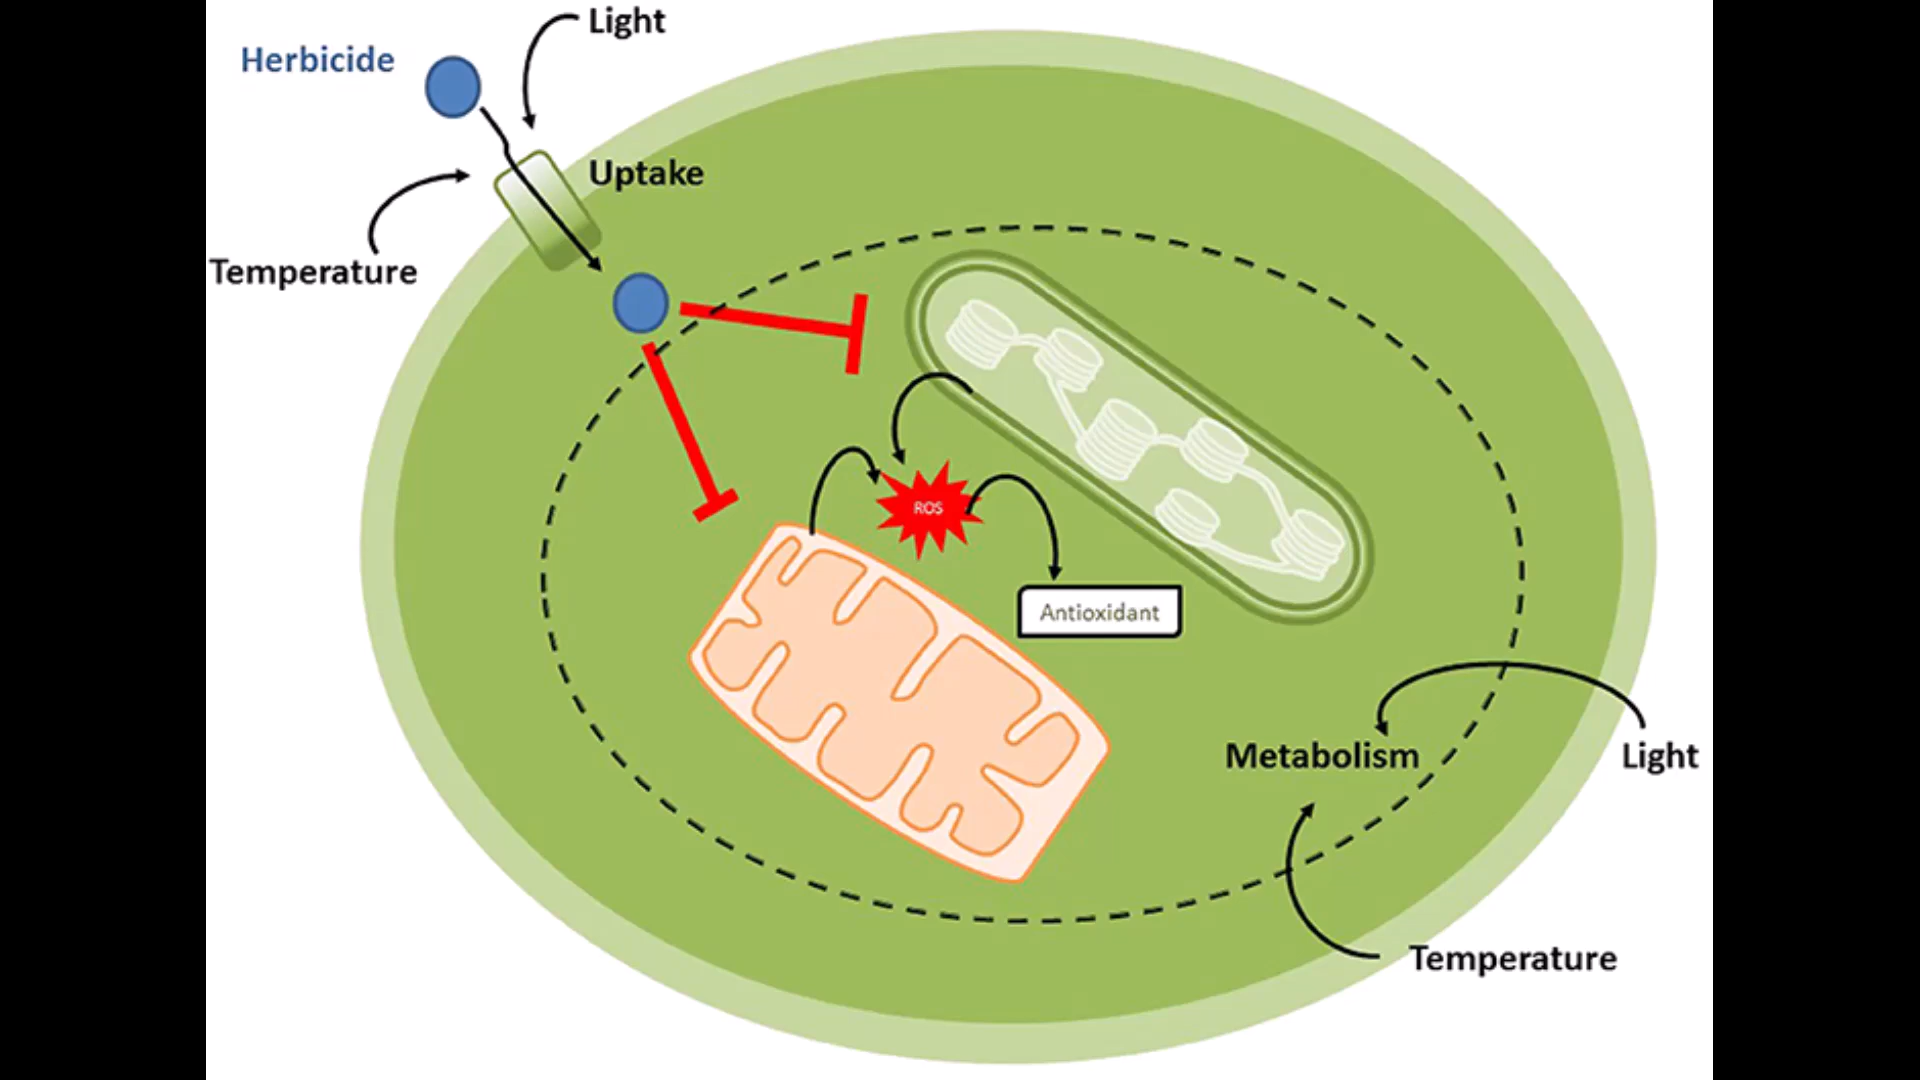 Light
Herbicide
Uptake
Temperature
ROS
Antioxidant
Metabolism
Light
Temperature